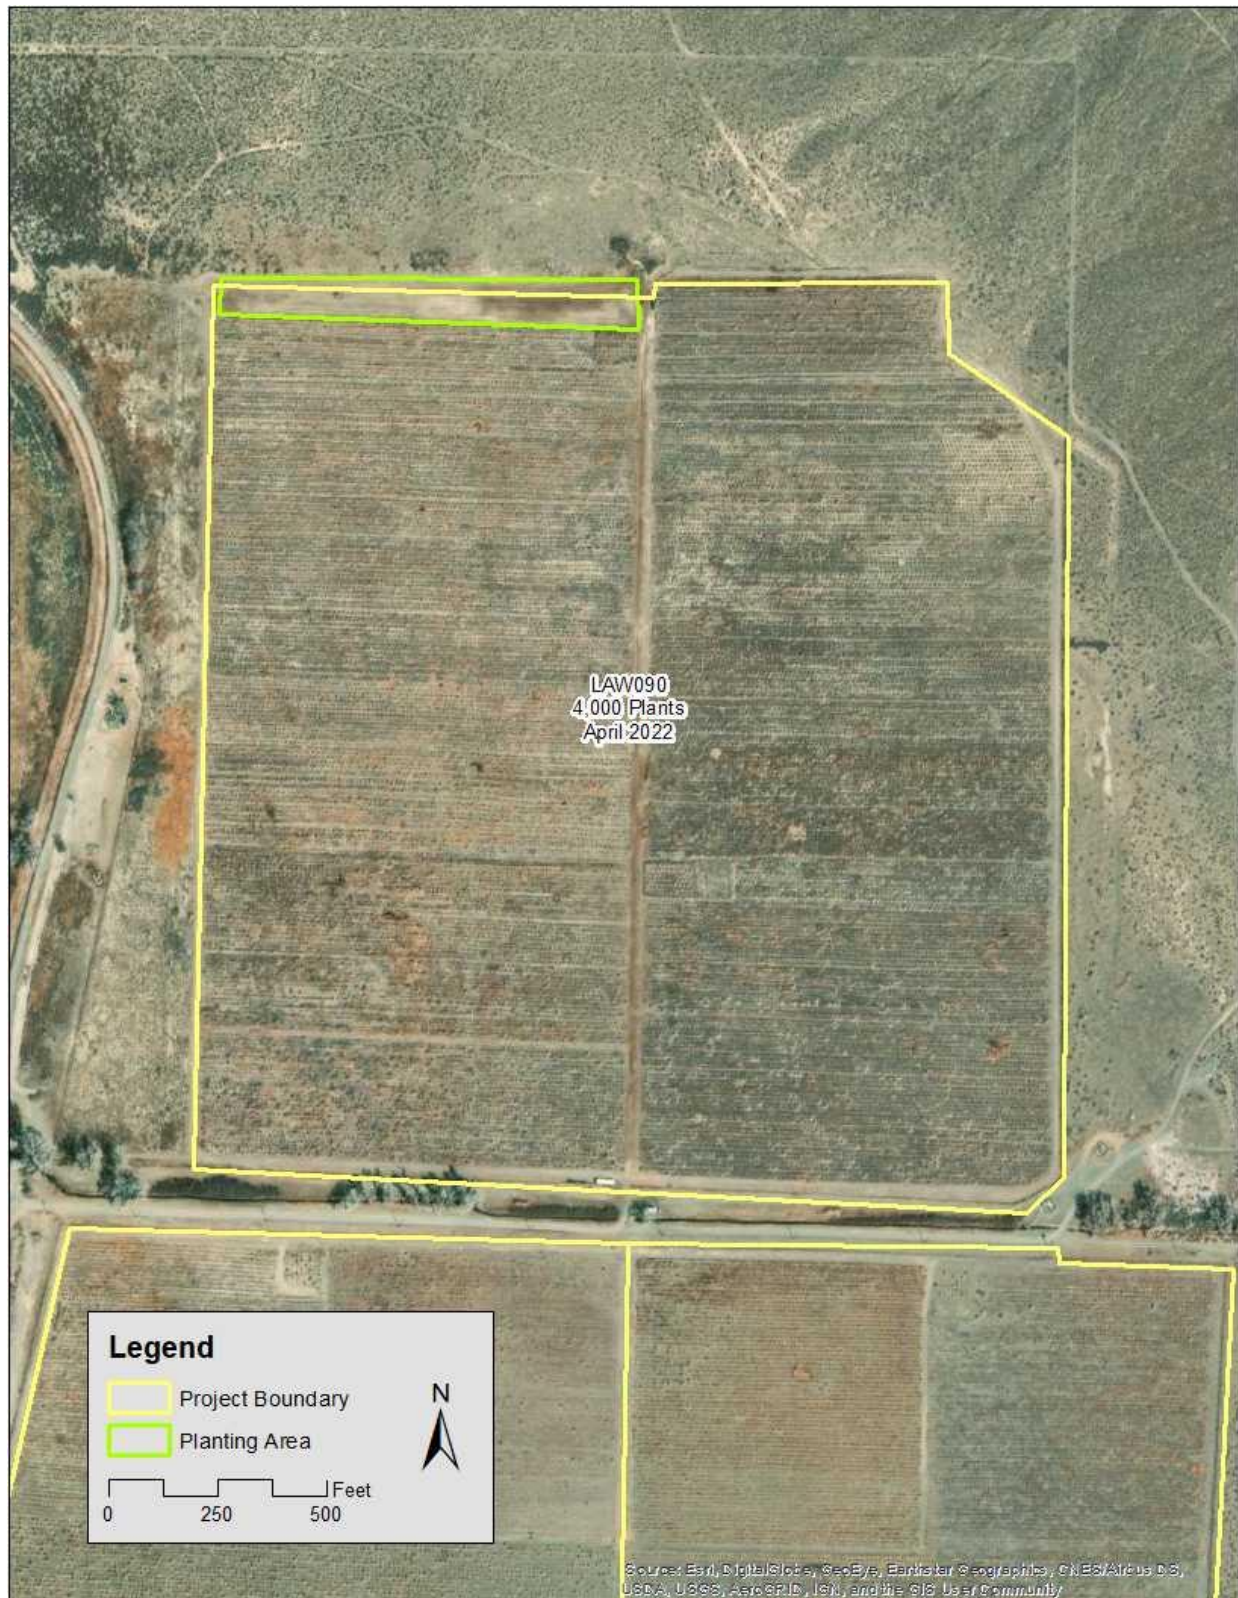 LAW090
4,000 Plants
April 2022
Legend
Project Boundary
Planting Area
N
Feet
0 250 500
Source: Esri, DigitalGlobe, GeoEye, Earthstar Geographics, CNES/Airbus DS,
USDA, USGS, AeroGRID, IGN, and the GIS User Community